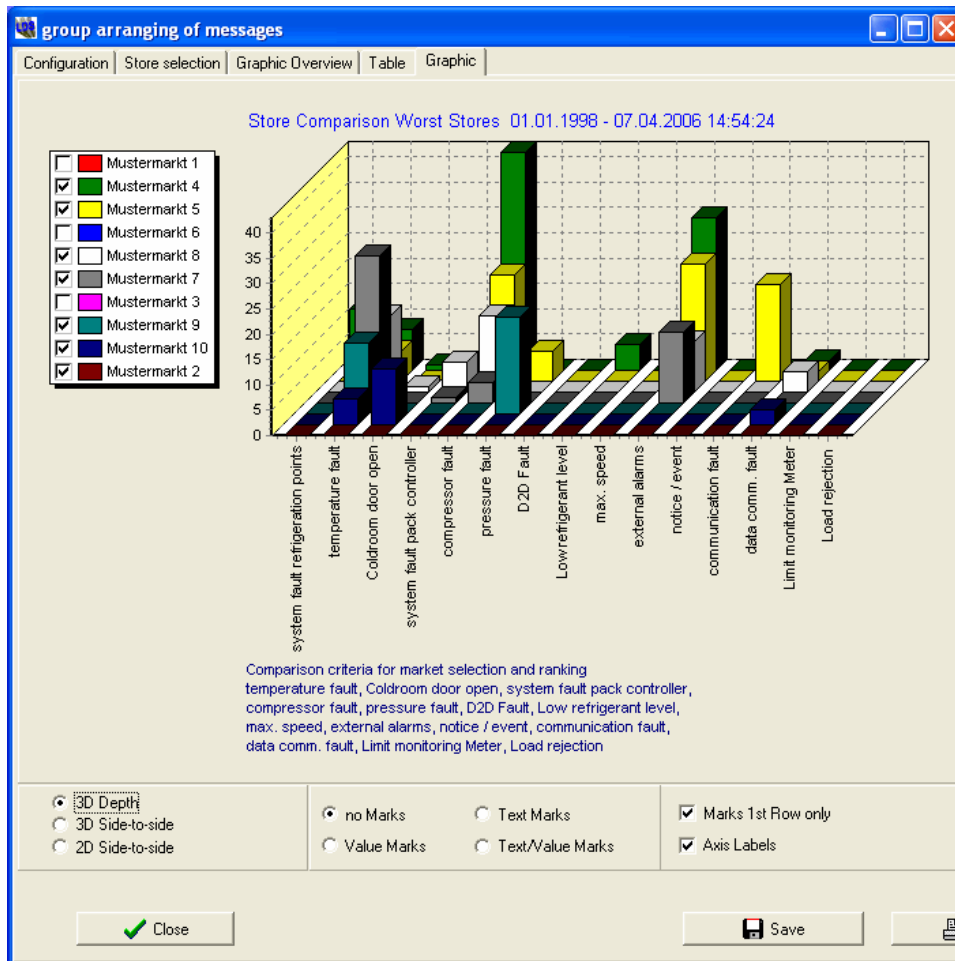 LDS group arranging of messages
Configuration Store selection Graphic Overview Table Graphic
Store Comparison Worst Stores 01.01.1998 - 07.04.2006 14:54:24
Mustermarkt 1
Mustermarkt 4
Mustermarkt 5
Mustermarkt 6
Mustermarkt 8
Mustermarkt 7
Mustermarkt 3
Mustermarkt 9
Mustermarkt 10
Mustermarkt 2
40
35
30
25
20
15
10
5
0
system fault refrigeration points
temperature fault
Coldroom door open
system fault pack controller
compressor fault
pressure fault
D2D Fault
Low refrigerant level
max. speed
external alarms
notice / event
communication fault
data comm. fault
Limit monitoring Meter
Load rejection
Comparison criteria for market selection and ranking
temperature fault, Coldroom door open, system fault pack controller,
compressor fault, pressure fault, D2D Fault, Low refrigerant level,
max. speed, external alarms, notice / event, communication fault,
data comm. fault, Limit monitoring Meter, Load rejection
3D Depth
3D Side-to-side
2D Side-to-side
no Marks
Text Marks
Value Marks
Text/Value Marks
Marks 1st Row only
Axis Labels
Close
Save